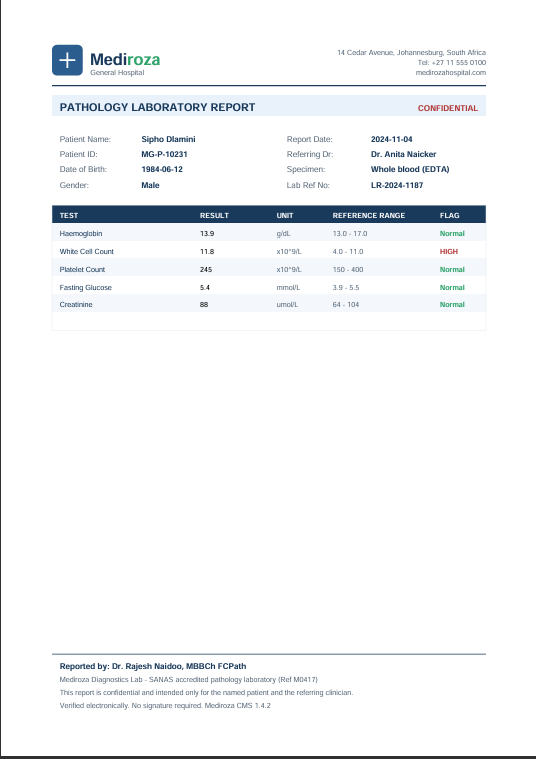 Mediroza
General Hospital
14 Cedar Avenue, Johannesburg, South Africa
Tel: +27 11 555 0100
medirozahospital.com
PATHOLOGY LABORATORY REPORT CONFIDENTIAL
Patient Name: Sipho Dlamini Report Date: 2024-11-04
Patient ID: MG-P-10231 Referring Dr: Dr. Anita Naicker
Date of Birth: 1984-06-12 Specimen: Whole blood (EDTA)
Gender: Male Lab Ref No: LR-2024-1187
TEST RESULT UNIT REFERENCE RANGE FLAG
Haemoglobin 13.9 g/dL 13.0 - 17.0 Normal
White Cell Count 11.8 x10^9/L 4.0 - 11.0 HIGH
Platelet Count 245 x10^9/L 150 - 400 Normal
Fasting Glucose 5.4 mmol/L 3.9 - 5.5 Normal
Creatinine 88 umol/L 64 - 104 Normal
Reported by: Dr. Rajesh Naidoo, MBBCh FCPath
Mediroza Diagnostics Lab - SANAS accredited pathology laboratory (Ref M0417)
This report is confidential and intended only for the named patient and the referring clinician.
Verified electronically. No signature required. Mediroza CMS 1.4.2